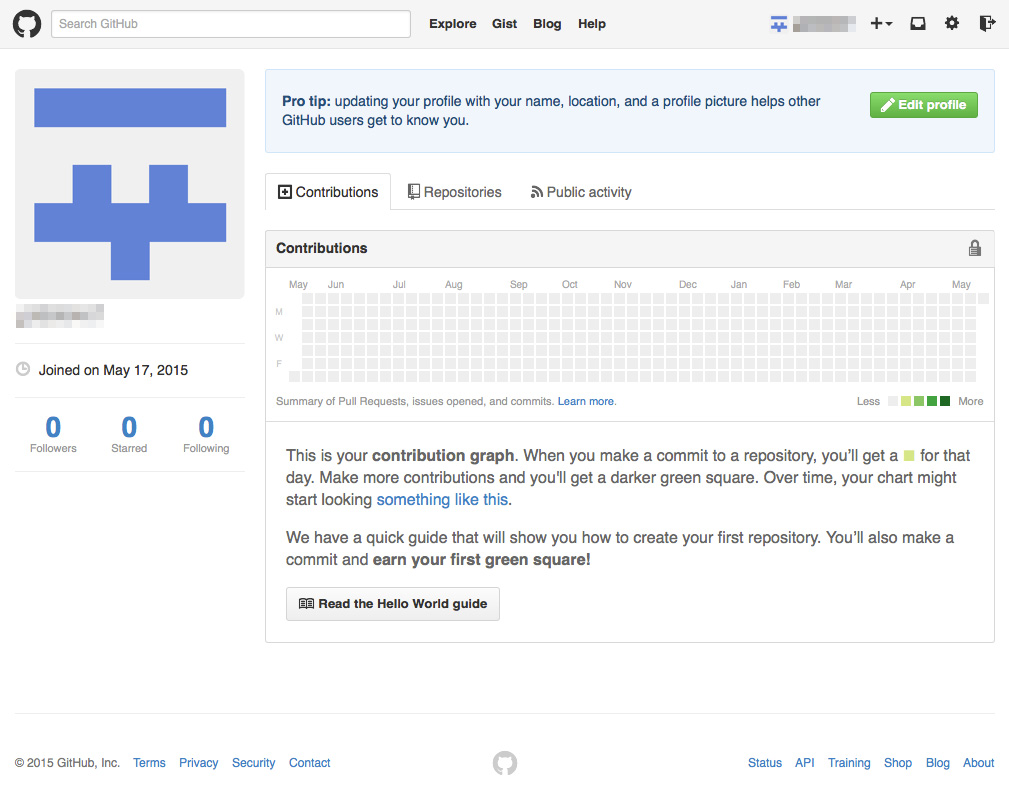 Search GitHub
Explore Gist Blog Help
Pro tip: updating your profile with your name, location, and a profile picture helps other
GitHub users get to know you.
Edit profile
Contributions Repositories Public activity
Joined on May 17, 2015
0 0 0
Followers Starred Following
Contributions
May Jun Jul Aug Sep Oct Nov Dec Jan Feb Mar Apr May
M
W
F
Summary of Pull Requests, issues opened, and commits. Learn more. Less More
This is your contribution graph. When you make a commit to a repository, you’ll get a for that
day. Make more contributions and you'll get a darker green square. Over time, your chart might
start looking something like this.
We have a quick guide that will show you how to create your first repository. You’ll also make a
commit and earn your first green square!
Read the Hello World guide
© 2015 GitHub, Inc. Terms Privacy Security Contact Status API Training Shop Blog About